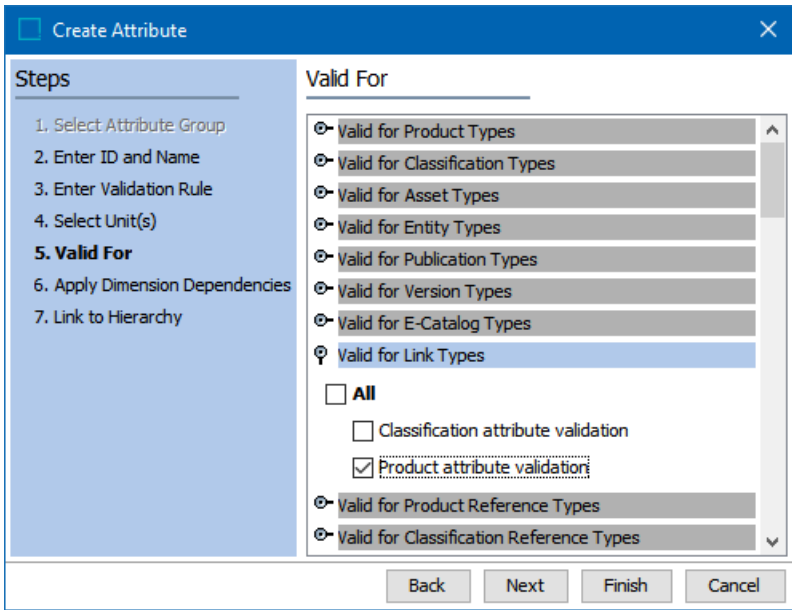 Create Attribute
Steps
1. Select Attribute Group
2. Enter ID and Name
3. Enter Validation Rule
4. Select Unit(s)
5. Valid For
6. Apply Dimension Dependencies
7. Link to Hierarchy
Valid For
Valid for Product Types
Valid for Classification Types
Valid for Asset Types
Valid for Entity Types
Valid for Publication Types
Valid for Version Types
Valid for E-Catalog Types
Valid for Link Types
All
Classification attribute validation
Product attribute validation
Valid for Product Reference Types
Valid for Classification Reference Types
Back Next Finish Cancel